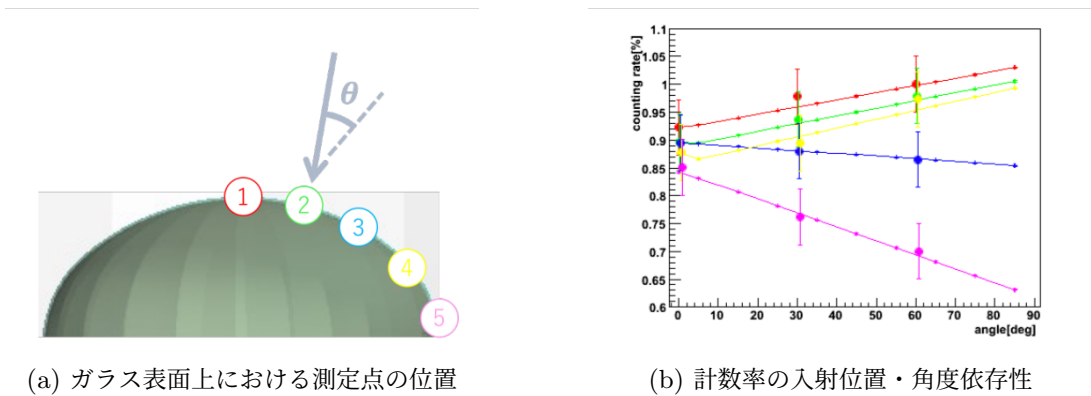 θ
1
2
3
4
5
(a) ガラス表面上における測定点の位置
counting rate[%]
1.1
1.05
1
0.95
0.9
0.85
0.8
0.75
0.7
0.65
0.6
0 10 20 30 40 50 60 70 80 90
angle[deg]
(b) 計数率の入射位置・角度依存性